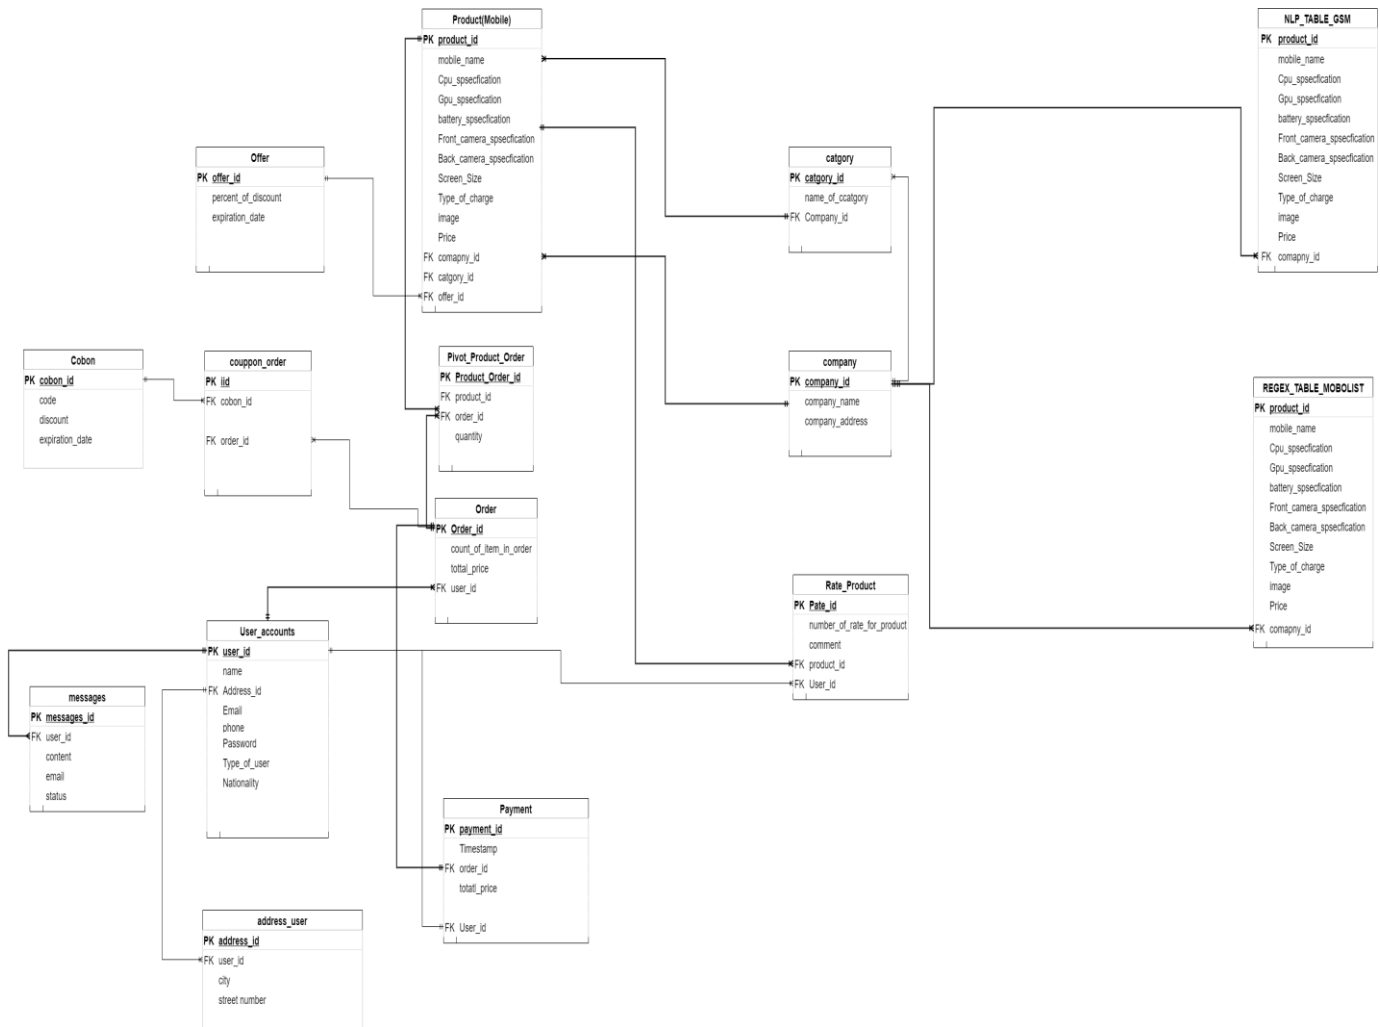 Product(Mobile)
PK product_id
mobile_name
Cpu_spsecfication
Gpu_spsecfication
battery_spsecfication
Front_camera_spsecfication
Back_camera_spsecfication
Screen_Size
Type_of_charge
image
Price
FK comapny_id
FK catgory_id
FK offer_id
NLP_TABLE_GSM
PK product_id
mobile_name
Cpu_spsecfication
Gpu_spsecfication
battery_spsecfication
Front_camera_spsecfication
Back_camera_spsecfication
Screen_Size
Type_of_charge
image
Price
FK comapny_id
Offer
PK offer_id
percent_of_discount
expiration_date
catgory
PK catgory_id
name_of_ccatgory
FK Company_id
Cobon
PK cobon_id
code
discount
expiration_date
couppon_order
PK iid
FK cobon_id
FK order_id
Pivot_Product_Order
PK Product_Order_id
FK product_id
FK order_id
quantity
company
PK company_id
company_name
company_address
REGEX_TABLE_MOBOLIST
PK product_id
mobile_name
Cpu_spsecfication
Gpu_spsecfication
battery_spsecfication
Front_camera_spsecfication
Back_camera_spsecfication
Screen_Size
Type_of_charge
image
Price
FK comapny_id
Order
PK Order_id
count_of_item_in_order
tottal_price
FK user_id
Rate_Product
PK Pate_id
number_of_rate_for_product
comment
FK product_id
FK User_id
User_accounts
PK user_id
name
FK Address_id
Email
phone
Password
Type_of_user
Nationality
messages
PK messages_id
FK user_id
content
email
status
Payment
PK payment_id
Timestamp
FK order_id
totatl_price
FK User_id
address_user
PK address_id
FK user_id
city
street number